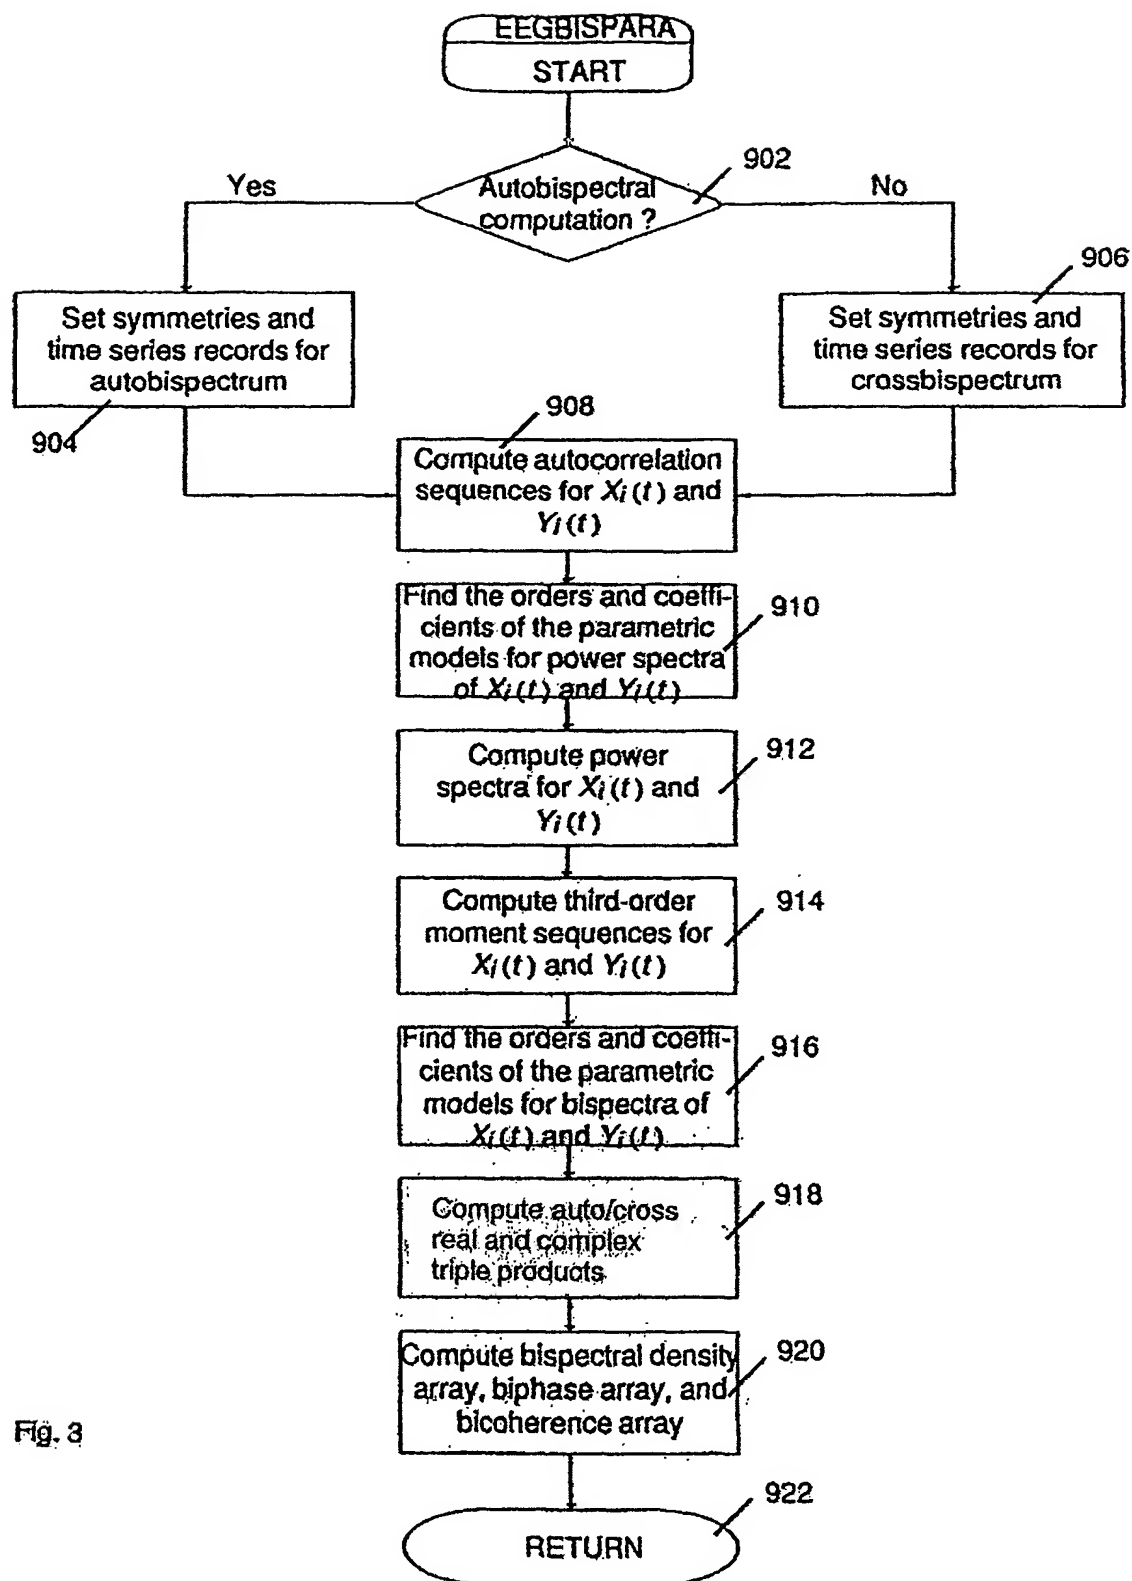 EEGBISPARA
START
902
Autobispectral
computation ?
Yes
No
906
Set symmetries and
time series records for
autobispectrum
904
Set symmetries and
time series records for
crossbispectrum
908
Compute autocorrelation
sequences for Xi(t) and
Yi(t)
Find the orders and coeffi-
cients of the parametric
models for power spectra
of Xi(t) and Yi(t)
910
Compute power
spectra for Xi(t) and
Yi(t)
912
Compute third-order
moment sequences for
Xi(t) and Yi(t)
914
Find the orders and coeffi-
cients of the parametric
models for bispectra of
Xi(t) and Yi(t)
916
Compute auto/cross
real and complex
triple products
918
Compute bispectral density
array, biphase array, and
bicoherence array
920
Fig. 3
922
RETURN